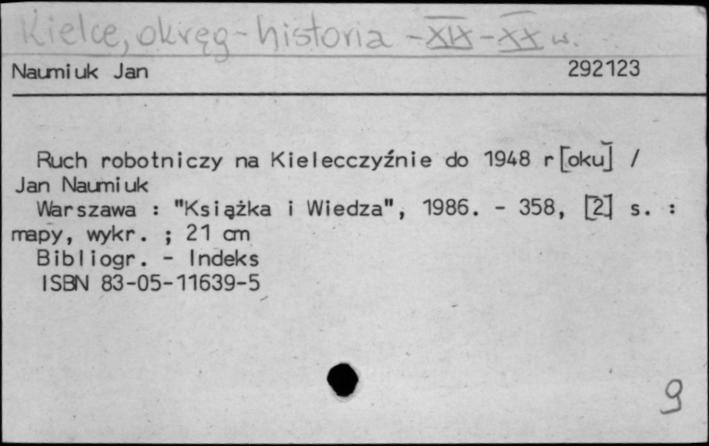 Kielce, okręg - historia - XIX - XX w.
Naumiuk Jan 292123
Ruch robotniczy na Kielecczyźnie do 1948 r[oku] /
Jan Naumiuk
Warszawa : "Książka i Wiedza", 1986. - 358, [2] s. :
mapy, wykr. ; 21 cm
Bibliogr. - Indeks
ISBN 83-05-11639-5
9